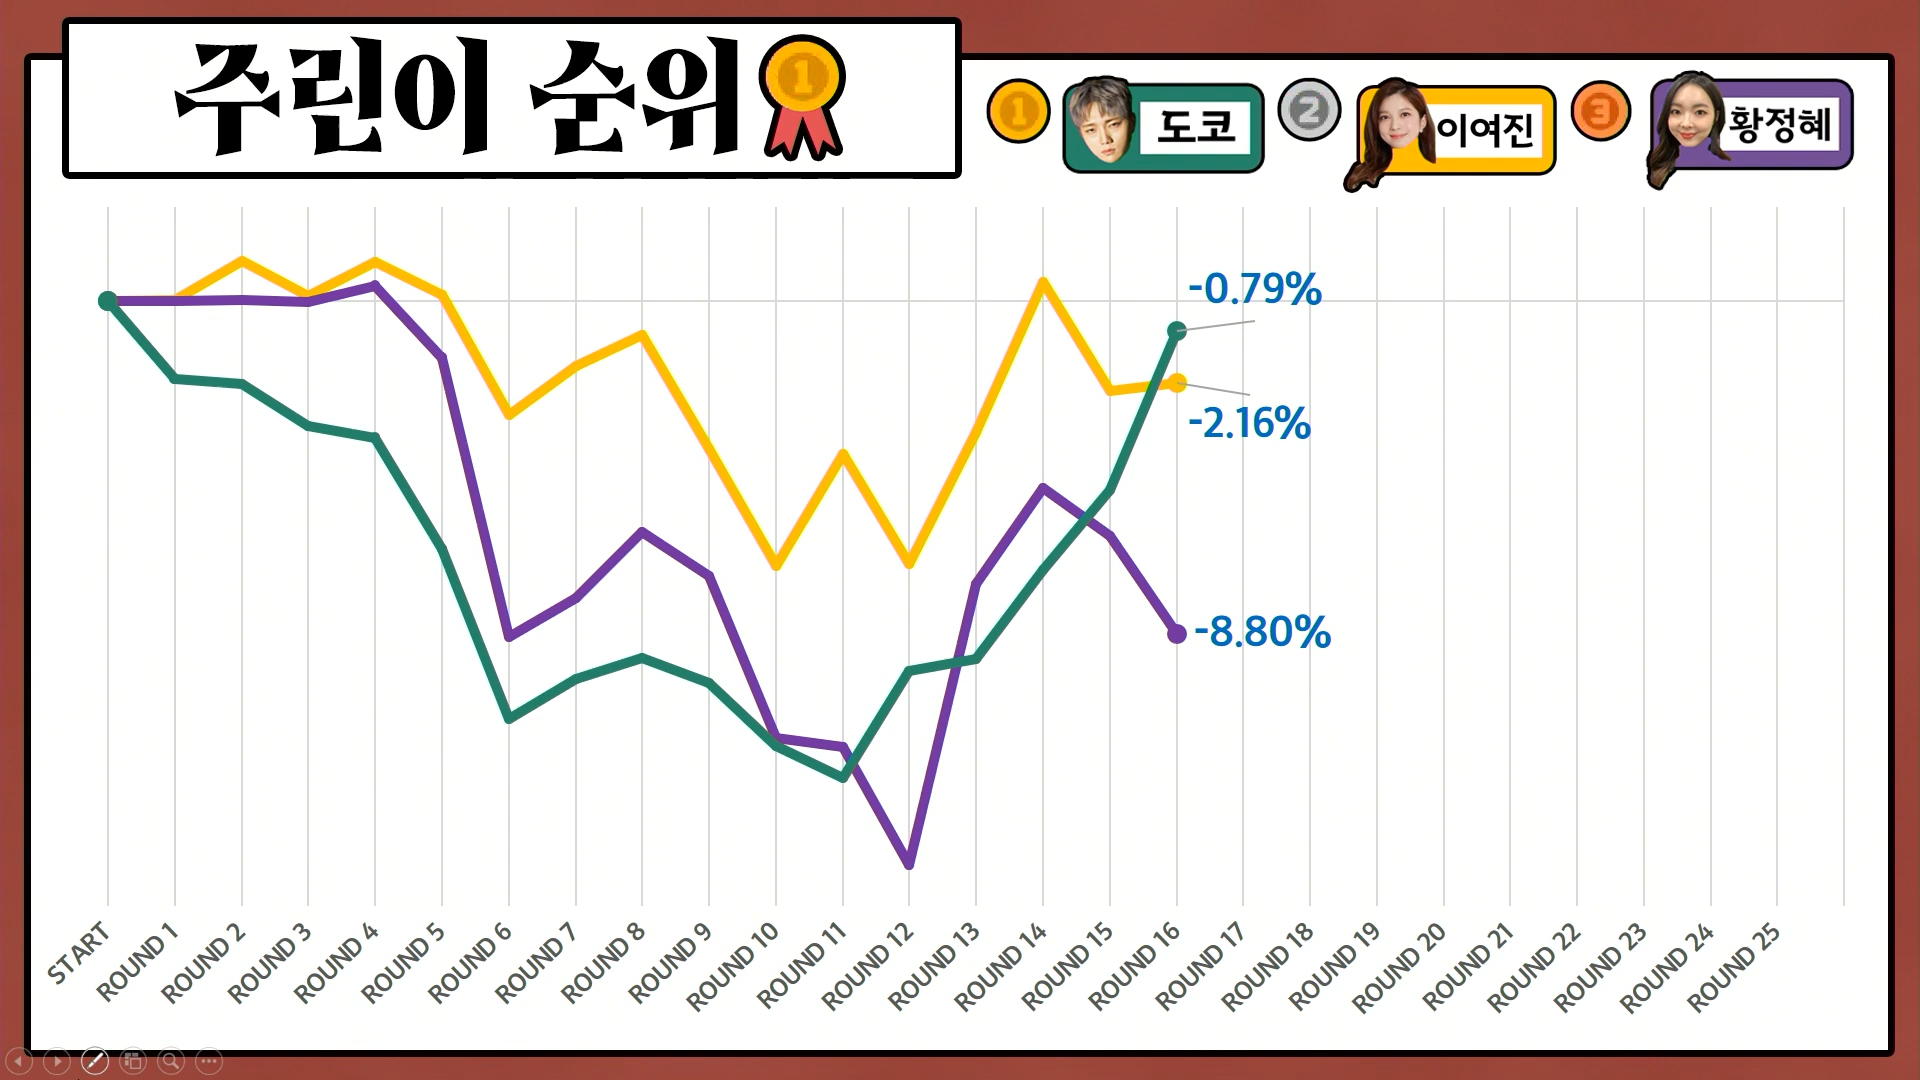 주린이 순위 1
1 도코 2 이여진 3 황정혜
-0.79%
-2.16%
-8.80%
START ROUND 1 ROUND 2 ROUND 3 ROUND 4 ROUND 5 ROUND 6 ROUND 7 ROUND 8 ROUND 9 ROUND 10 ROUND 11 ROUND 12 ROUND 13 ROUND 14 ROUND 15 ROUND 16 ROUND 17 ROUND 18 ROUND 19 ROUND 20 ROUND 21 ROUND 22 ROUND 23 ROUND 24 ROUND 25